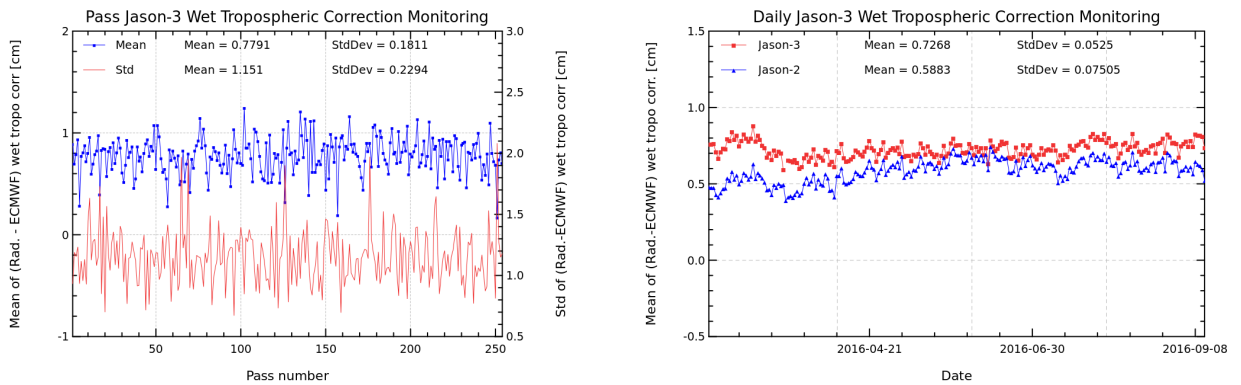 Pass Jason-3 Wet Tropospheric Correction Monitoring
Mean Mean = 0.7791 StdDev = 0.1811
Std Mean = 1.151 StdDev = 0.2294
Mean of (Rad. - ECMWF) wet tropo corr [cm]
2
1
0
-1
3.0
2.5
2.0
1.5
1.0
0.5
Std of (Rad.-ECMWF) wet tropo corr [cm]
50 100 150 200 250
Pass number
Daily Jason-3 Wet Tropospheric Correction Monitoring
Jason-3 Mean = 0.7268 StdDev = 0.0525
Jason-2 Mean = 0.5883 StdDev = 0.07505
Mean of (Rad.-ECMWF) wet tropo corr. [cm]
1.5
1.0
0.5
0.0
-0.5
2016-04-21 2016-06-30 2016-09-08
Date